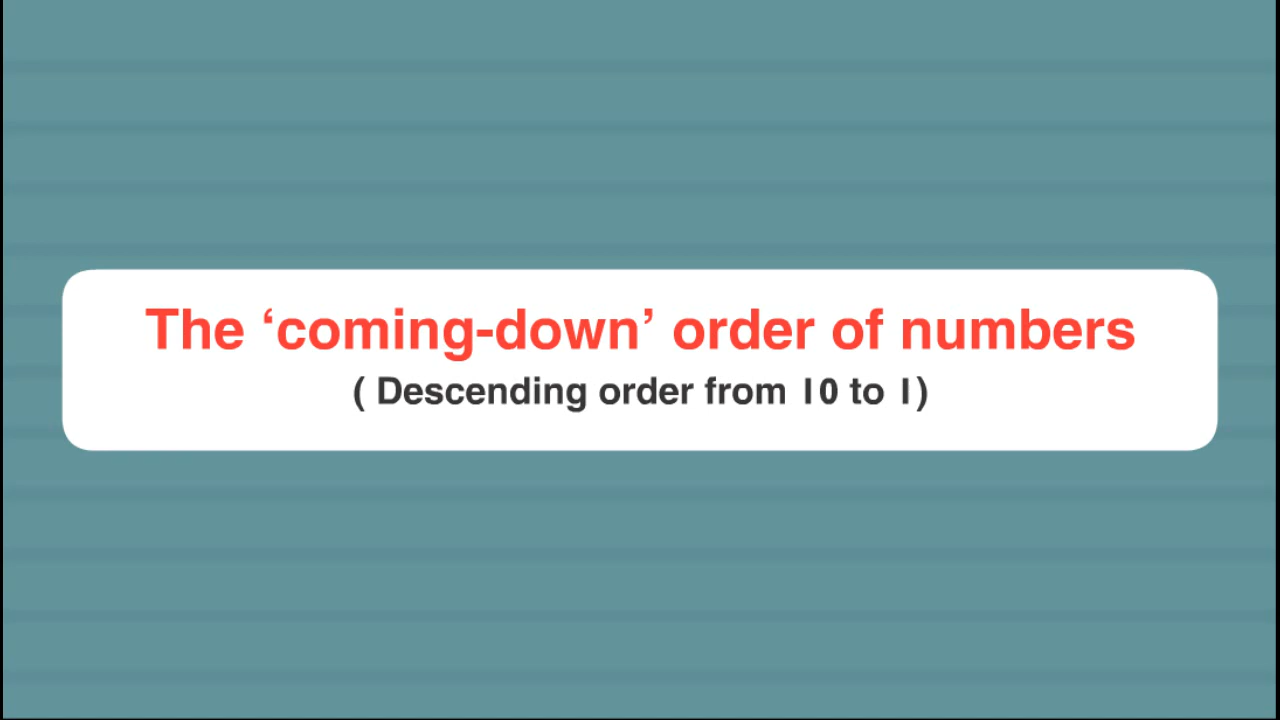 The ‘coming-down’ order of numbers
( Descending order from 10 to 1)